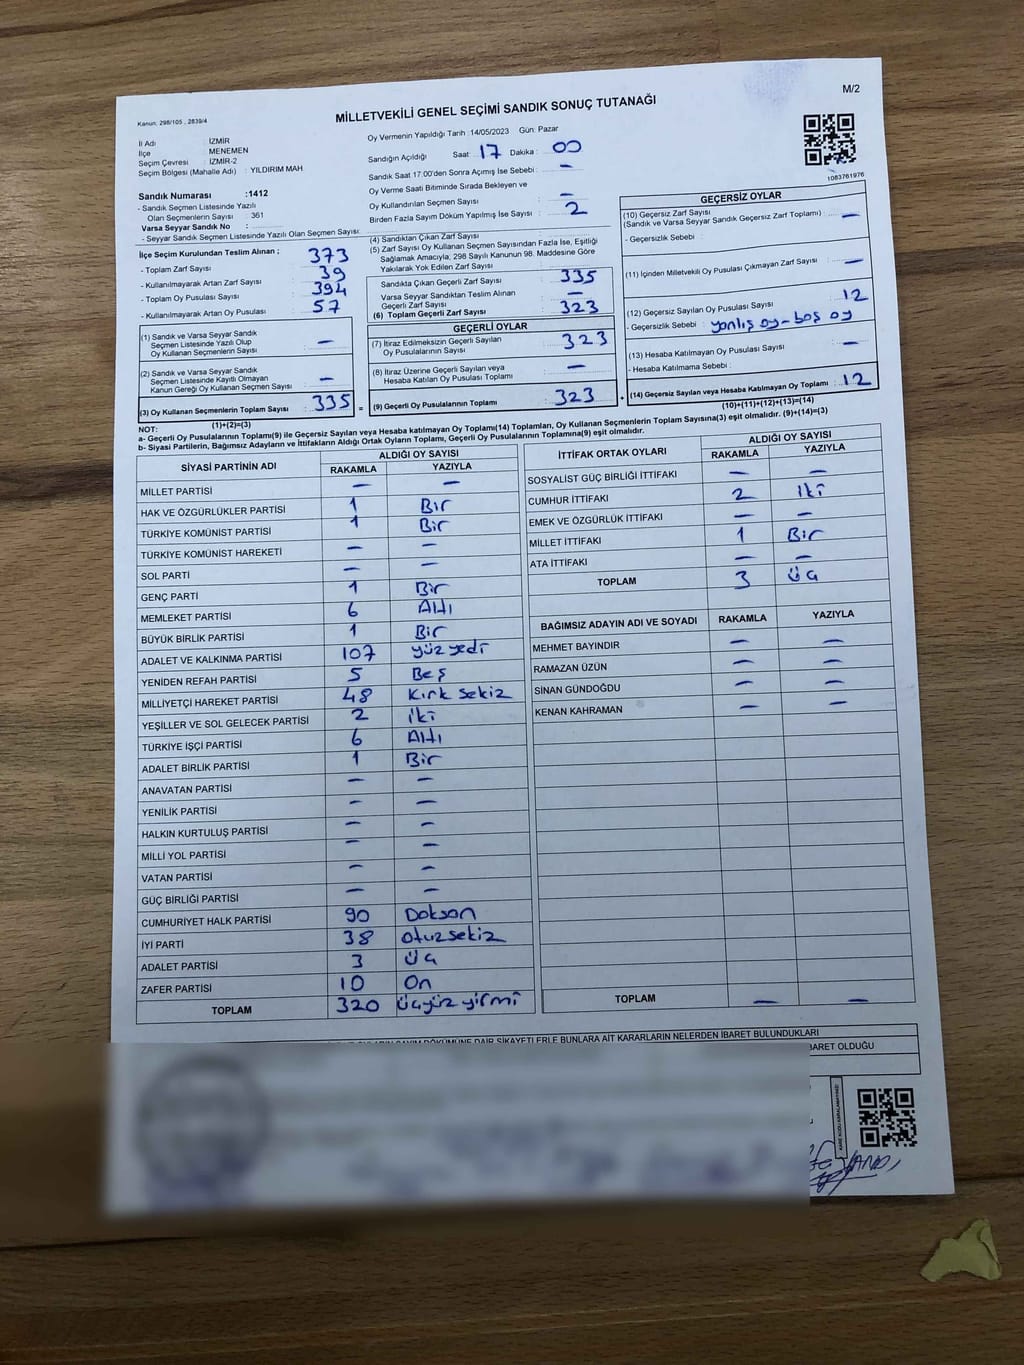 M/2
MİLLETVEKİLİ GENEL SEÇİMİ SANDIK SONUÇ TUTANAĞI
Kanun: 298/105 , 2839/4
İl Adı : İZMİR
İlçe : MENEMEN
Seçim Çevresi : İZMİR-2
Seçim Bölgesi (Mahalle Adı) : YILDIRIM MAH
Sandık Numarası :1412
- Sandık Seçmen Listesinde Yazılı
Olan Seçmenlerin Sayısı : 361
Varsa Seyyar Sandık No :
- Seyyar Sandık Seçmen Listesinde Yazılı Olan Seçmen Sayısı:
Oy Vermenin Yapıldığı Tarih :14/05/2023 Gün: Pazar
Sandığın Açıldığı Saat: 17 Dakika : 00
Sandık Saat 17.00'den Sonra Açımış İse Sebebi : —
Oy Verme Saati Bitiminde Sırada Bekleyen ve
Oy Kullandırılan Seçmen Sayısı : —
Birden Fazla Sayım Döküm Yapılmış İse Sayısı : 2
1083761976
İlçe Seçim Kurulundan Teslim Alınan ;
- Toplam Zarf Sayısı : 373
- Kullanılmayarak Artan Zarf Sayısı : 39
- Toplam Oy Pusulası Sayısı : 394
- Kullanılmayarak Artan Oy Pusulası : 57
(1) Sandık ve Varsa Seyyar Sandık
Seçmen Listesinde Yazılı Olup
Oy Kullanan Seçmenlerin Sayısı : —
(2) Sandık ve Varsa Seyyar Sandık
Seçmen Listesinde Kayıtlı Olmayan
Kanun Gereği Oy Kullanan Seçmen Sayısı : —
(3) Oy Kullanan Seçmenlerin Toplam Sayısı : 335
(1)+(2)=(3)
(4) Sandıktan Çıkan Zarf Sayısı :
(5) Zarf Sayısı Oy Kullanan Seçmen Sayısından Fazla İse, Eşitliği
Sağlamak Amacıyla; 298 Sayılı Kanunun 98. Maddesine Göre
Yakılarak Yok Edilen Zarf Sayısı :
Sandıkta Çıkan Geçerli Zarf Sayısı : 335
Varsa Seyyar Sandıktan Teslim Alınan
Geçerli Zarf Sayısı : —
(6) Toplam Geçerli Zarf Sayısı : 323
GEÇERLİ OYLAR
(7) İtiraz Edilmeksizin Geçerli Sayılan
Oy Pusulalarının Sayısı : 323
(8) İtiraz Üzerine Geçerli Sayılan veya
Hesaba Katılan Oy Pusulası Toplamı : —
= (9) Geçerli Oy Pusulalarının Toplamı : 323
GEÇERSİZ OYLAR
(10) Geçersiz Zarf Sayısı
(Sandık ve Varsa Seyyar Sandık Geçersiz Zarf Toplamı) : —
- Geçersizlik Sebebi :
(11) İçinden Milletvekili Oy Pusulası Çıkmayan Zarf Sayısı : —
(12) Geçersiz Sayılan Oy Pusulası Sayısı : 12
- Geçersizlik Sebebi : yanlış oy - boş oy
(13) Hesaba Katılmayan Oy Pusulası Sayısı : —
- Hesaba Katılmama Sebebi :
+ (14) Geçersiz Sayılan veya Hesaba Katılmayan Oy Toplamı : 12
(10)+(11)+(12)+(13)=(14)
NOT:
a- Geçerli Oy Pusulalarının Toplamı(9) ile Geçersiz Sayılan veya Hesaba katılmayan Oy Toplamı(14) Toplamları, Oy Kullanan Seçmenlerin Toplam Sayısına(3) eşit olmalıdır. (9)+(14)=(3)
b- Siyasi Partilerin, Bağımsız Adayların ve İttifakların Aldığı Ortak Oyların Toplamı, Geçerli Oy Pusulalarının Toplamına(9) eşit olmalıdır.
SİYASİ PARTİNİN ADI ALDIĞI OY SAYISI
RAKAMLA YAZIYLA
MİLLET PARTİSİ — —
HAK VE ÖZGÜRLÜKLER PARTİSİ 1 Bir
TÜRKİYE KOMÜNİST PARTİSİ 1 Bir
TÜRKİYE KOMÜNİST HAREKETİ — —
SOL PARTİ — —
GENÇ PARTİ 1 Bir
MEMLEKET PARTİSİ 6 Altı
BÜYÜK BİRLİK PARTİSİ 1 Bir
ADALET VE KALKINMA PARTİSİ 107 yüz yedi
YENİDEN REFAH PARTİSİ 5 Beş
MİLLİYETÇİ HAREKET PARTİSİ 48 Kırk sekiz
YEŞİLLER VE SOL GELECEK PARTİSİ 2 iki
TÜRKİYE İŞÇİ PARTİSİ 6 Altı
ADALET BİRLİK PARTİSİ 1 Bir
ANAVATAN PARTİSİ — —
YENİLİK PARTİSİ — —
HALKIN KURTULUŞ PARTİSİ — —
MİLLİ YOL PARTİSİ — —
VATAN PARTİSİ — —
GÜÇ BİRLİĞİ PARTİSİ — —
CUMHURİYET HALK PARTİSİ 90 Doksan
İYİ PARTİ 38 otuz sekiz
ADALET PARTİSİ 3 üç
ZAFER PARTİSİ 10 On
TOPLAM 320 üçyüz yirmi
İTTİFAK ORTAK OYLARI ALDIĞI OY SAYISI
RAKAMLA YAZIYLA
SOSYALİST GÜÇ BİRLİĞİ İTTİFAKI — —
CUMHUR İTTİFAKI 2 iki
EMEK VE ÖZGÜRLÜK İTTİFAKI — —
MİLLET İTTİFAKI 1 Bir
ATA İTTİFAKI — —
TOPLAM 3 üç
BAĞIMSIZ ADAYIN ADI VE SOYADI RAKAMLA YAZIYLA
MEHMET BAYINDIR — —
RAMAZAN ÜZÜN — —
SİNAN GÜNDOĞDU — —
KENAN KAHRAMAN — —
TOPLAM — —
DÖKÜMÜNE DAİR ŞİKAYETLERLE BUNLARA AİT KARARLARIN NELERDEN İBARET BULUNDUKLARI
BARET OLDUĞU